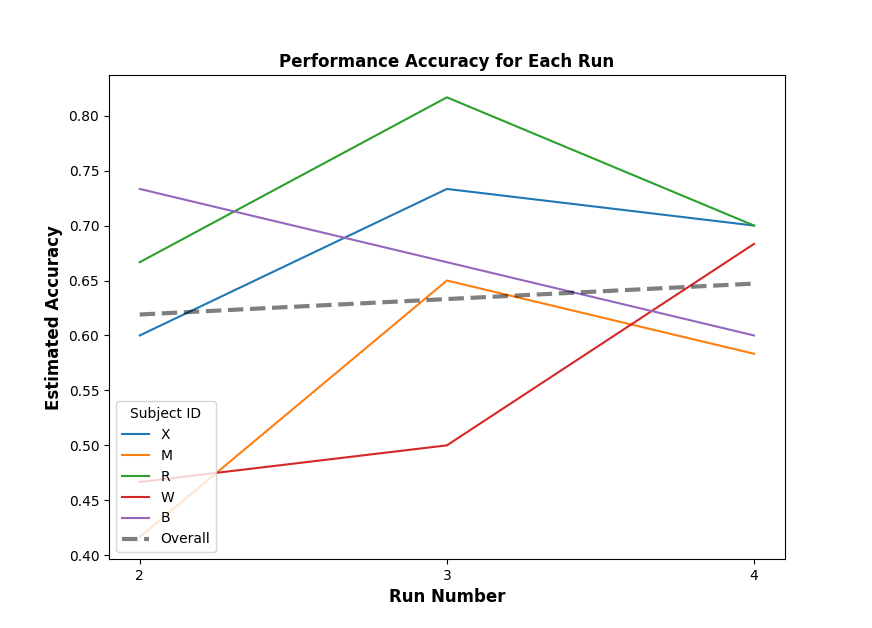 Performance Accuracy for Each Run
Estimated Accuracy
0.80
0.75
0.70
0.65
0.60
0.55
0.50
0.45
0.40
Subject ID
X
M
R
W
B
Overall
2 3 4
Run Number